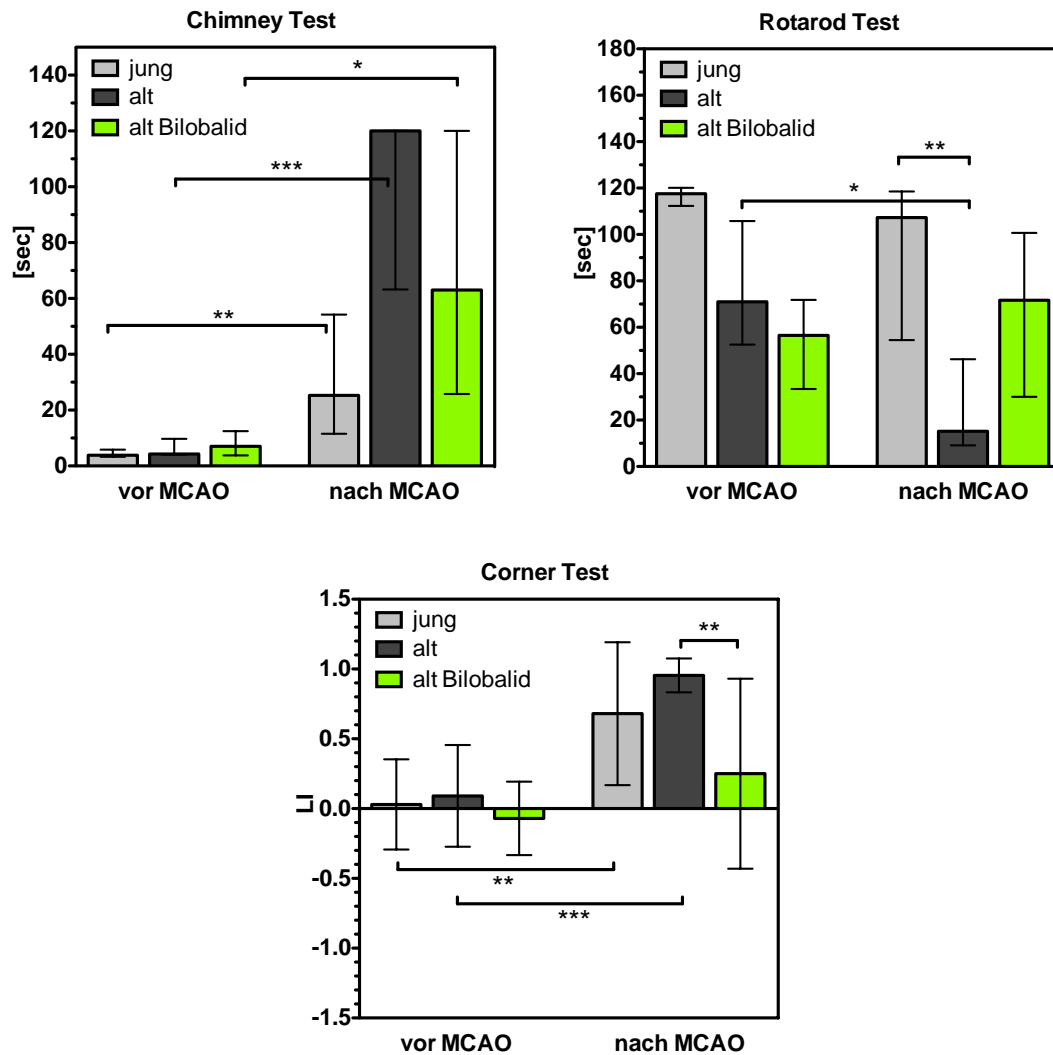 Chimney Test
140
120
100
80
60
40
20
0
[sec]
jung
alt
alt Bilobalid
*
***
**
vor MCAO
nach MCAO
Rotarod Test
180
160
140
120
100
80
60
40
20
0
[sec]
jung
alt
alt Bilobalid
**
*
vor MCAO
nach MCAO
Corner Test
1.5
1.0
0.5
0.0
-0.5
-1.0
-1.5
LI
jung
alt
alt Bilobalid
**
**
***
vor MCAO
nach MCAO